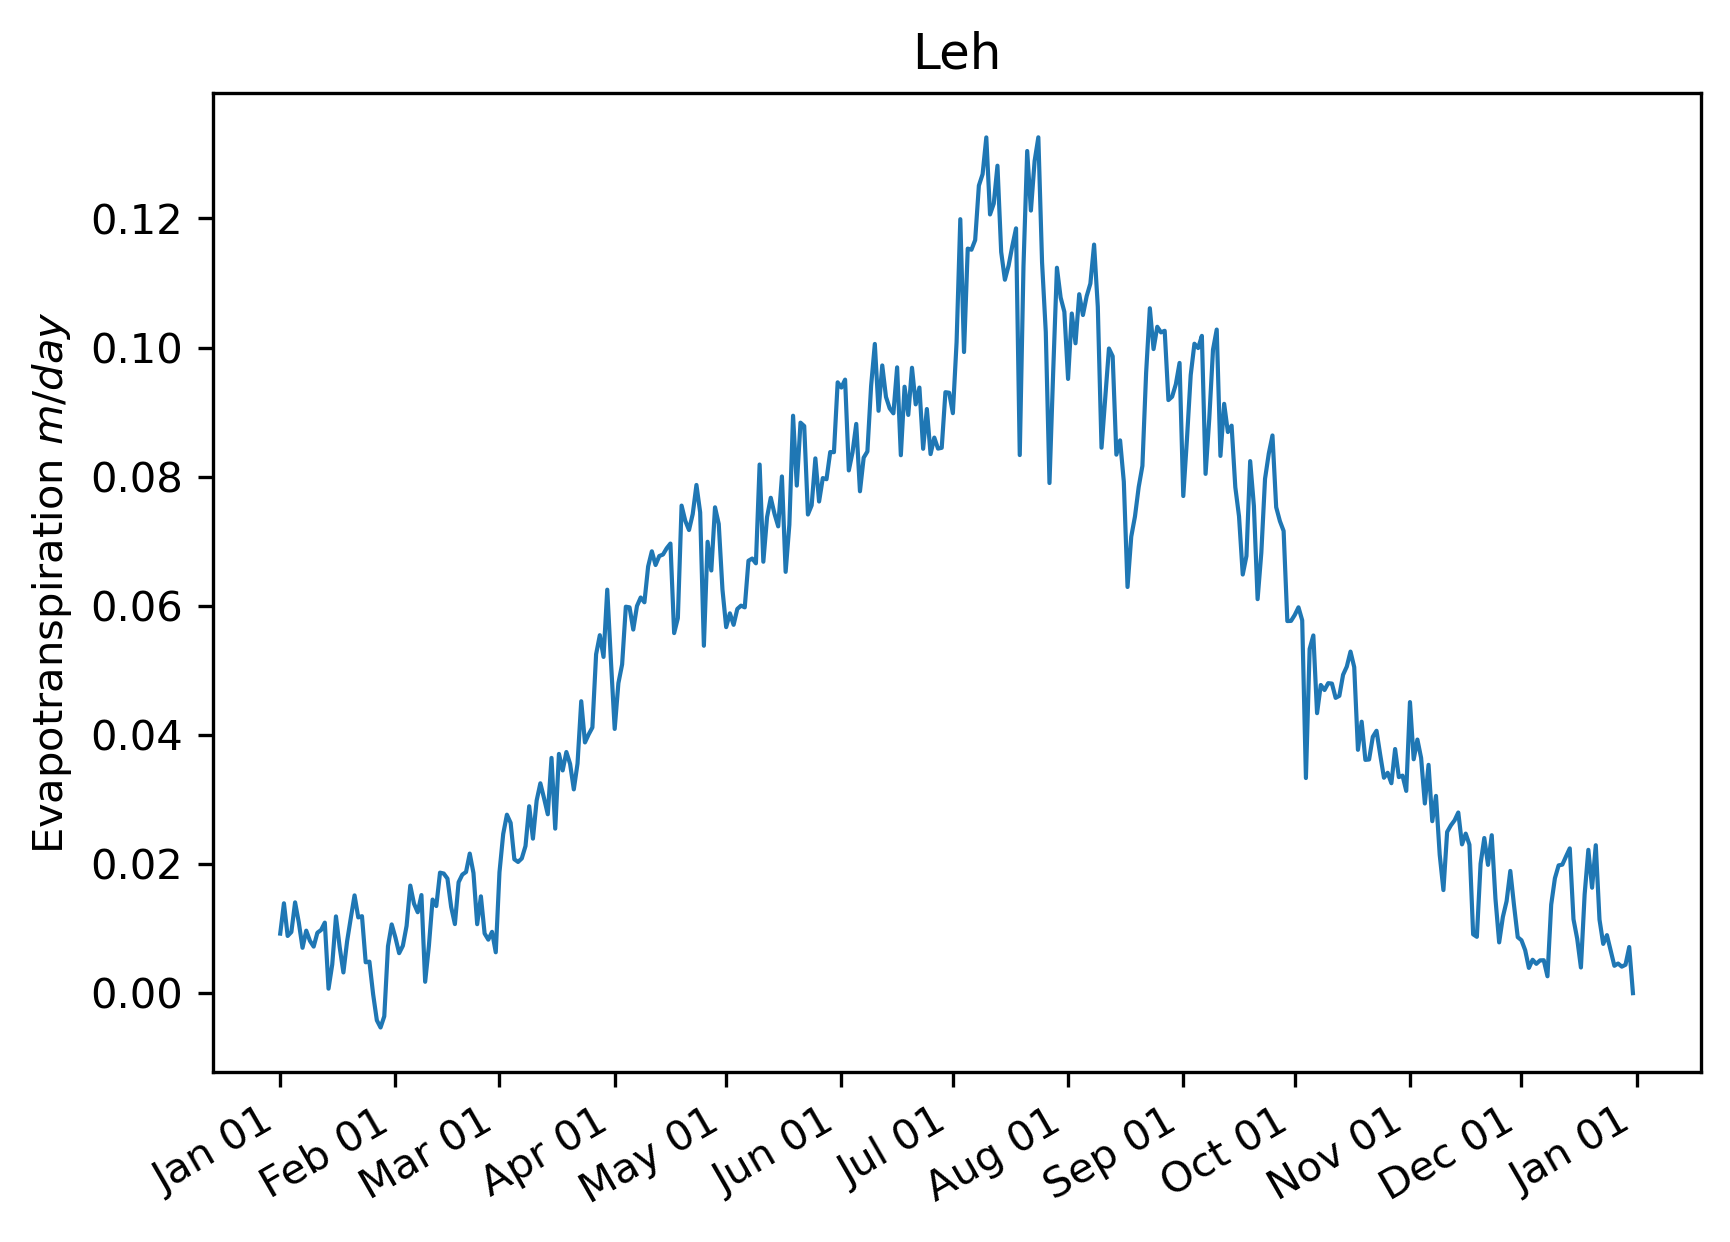 Leh
Evapotranspiration m/day
0.12
0.10
0.08
0.06
0.04
0.02
0.00
Jan 01
Feb 01
Mar 01
Apr 01
May 01
Jun 01
Jul 01
Aug 01
Sep 01
Oct 01
Nov 01
Dec 01
Jan 01